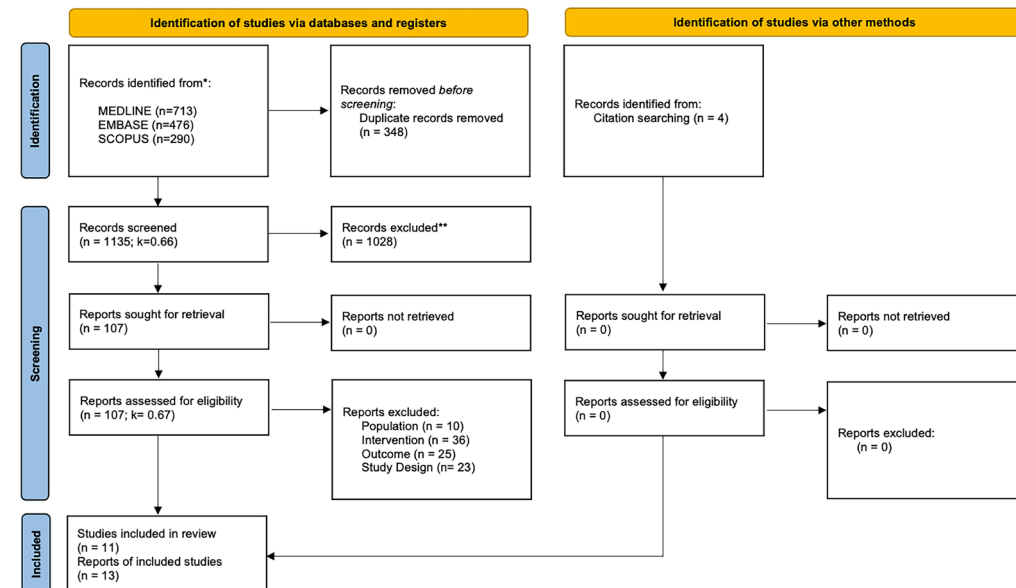 Identification of studies via databases and registers
Identification of studies via other methods
Identification
Records identified from*:
MEDLINE (n=713)
EMBASE (n=476)
SCOPUS (n=290)
Records removed before
screening:
Duplicate records removed
(n = 348)
Records identified from:
Citation searching (n = 4)
Screening
Records screened
(n = 1135; k=0.66)
Records excluded**
(n = 1028)
Reports sought for retrieval
(n = 107)
Reports not retrieved
(n = 0)
Reports sought for retrieval
(n = 0)
Reports not retrieved
(n = 0)
Reports assessed for eligibility
(n = 107; k= 0.67)
Reports excluded:
Population (n = 10)
Intervention (n = 36)
Outcome (n = 25)
Study Design (n= 23)
Reports assessed for eligibility
(n = 0)
Reports excluded:
(n = 0)
Included
Studies included in review
(n = 11)
Reports of included studies
(n = 13)